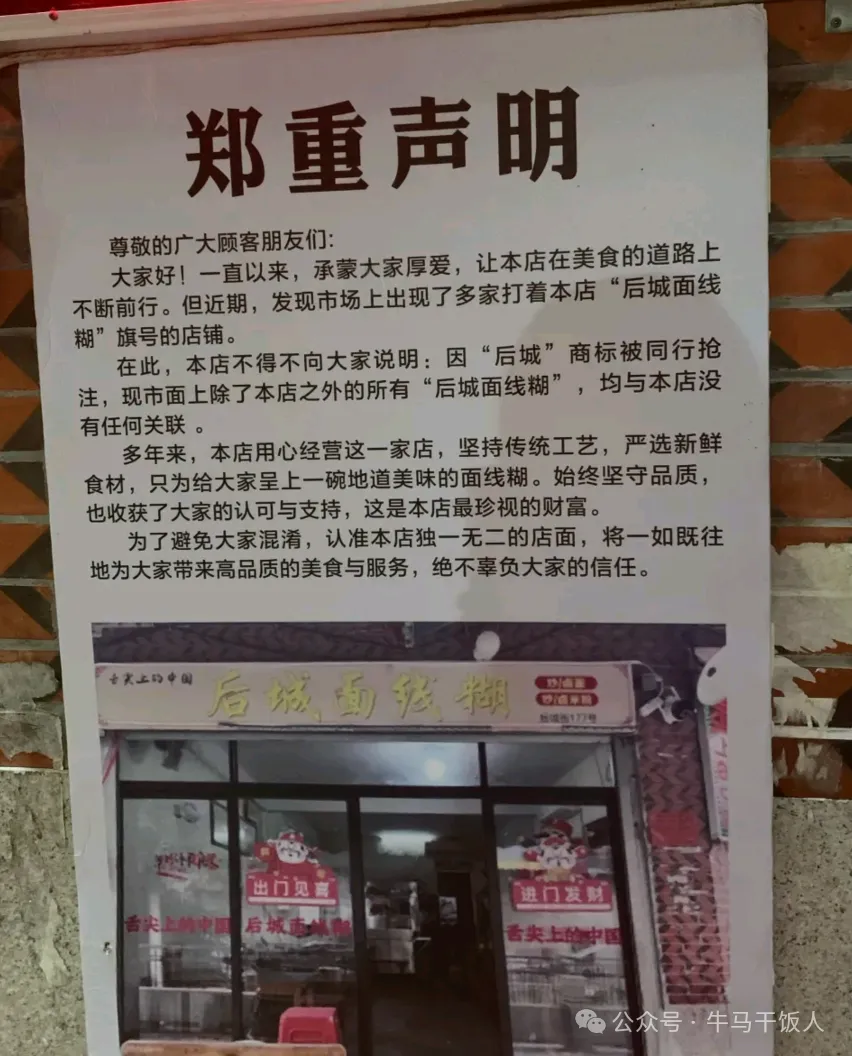 郑重声明
尊敬的广大顾客朋友们：
大家好！一直以来，承蒙大家厚爱，让本店在美食的道路上
不断前行。但近期，发现市场上出现了多家打着本店“后城面线
糊”旗号的店铺。
在此，本店不得不向大家说明：因“后城”商标被同行抢
注，现市面上除了本店之外的所有“后城面线糊”，均与本店没
有任何关联 。
多年来，本店用心经营这一家店，坚持传统工艺，严选新鲜
食材，只为给大家呈上一碗地道美味的面线糊。始终坚守品质，
也收获了大家的认可与支持，这是本店最珍视的财富。
为了避免大家混淆，认准本店独一无二的店面，将一如既往
地为大家带来高品质的美食与服务，绝不辜负大家的信任。
舌尖上的中国
后城面线糊
炒/卤面
炒/卤米粉
后城街177号
出门见喜
进门发财
舌尖上的中国 后城面线糊
舌尖上的中国
公众号·牛马干饭人